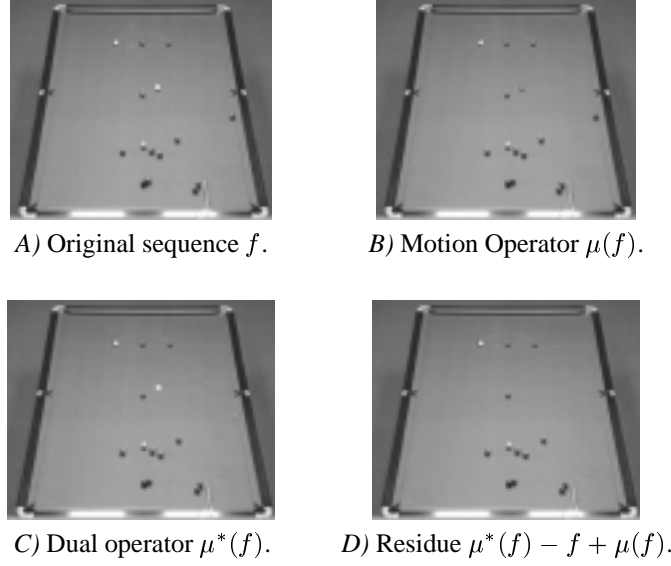 A) Original sequence f.
B) Motion Operator μ(f).
C) Dual operator μ*(f).
D) Residue μ*(f) − f + μ(f).